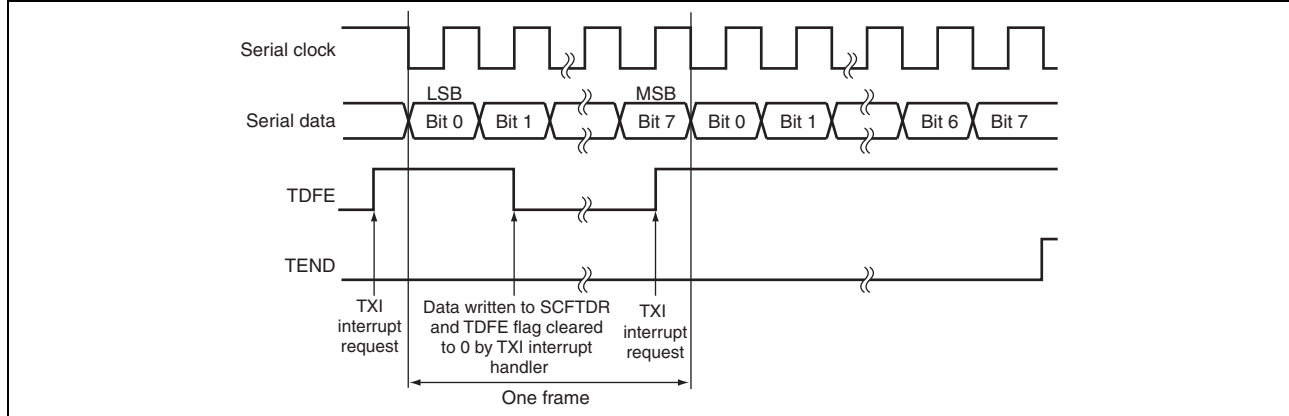 Serial clock
LSB
MSB
Serial data
Bit 0
Bit 1
Bit 7
Bit 0
Bit 1
Bit 6
Bit 7
TDFE
TEND
TXI
interrupt
request
Data written to SCFTDR
and TDFE flag cleared
to 0 by TXI interrupt
handler
TXI
interrupt
request
One frame